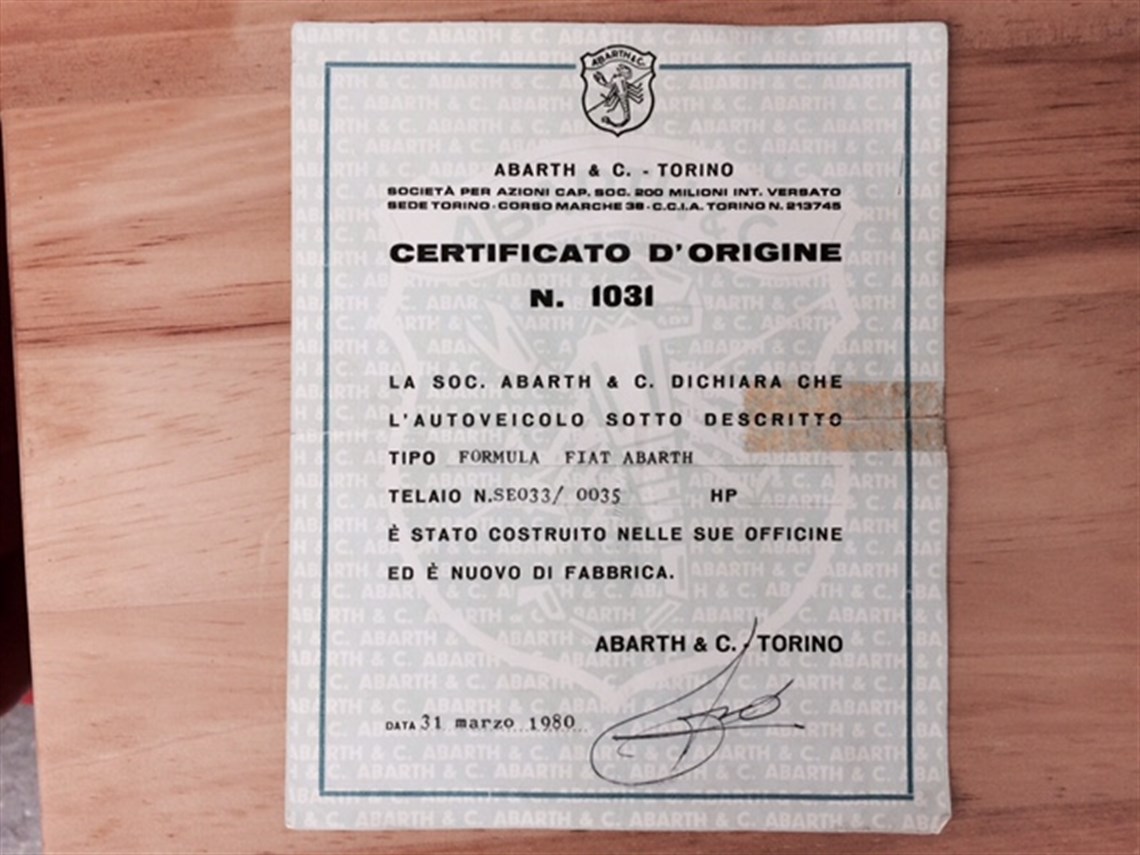 ABARTH & C.
ABARTH & C. - TORINO
SOCIETÀ PER AZIONI CAP. SOC. 200 MILIONI INT. VERSATO
SEDE TORINO - CORSO MARCHE 38 - C.C.I.A. TORINO N. 213745
CERTIFICATO D'ORIGINE
N. 1031
LA SOC. ABARTH & C. DICHIARA CHE
L'AUTOVEICOLO SOTTO DESCRITTO
TIPO FORMULA FIAT ABARTH
TELAIO N. SE033/ 0035 HP
È STATO COSTRUITO NELLE SUE OFFICINE
ED È NUOVO DI FABBRICA.
ABARTH & C. - TORINO
DATA 31 marzo 1980